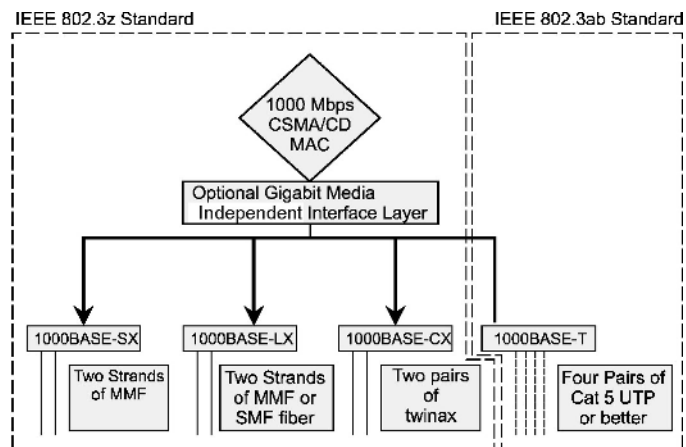 IEEE 802.3z Standard
IEEE 802.3ab Standard
1000 Mbps
CSMA/CD
MAC
Optional Gigabit Media
Independent Interface Layer
1000BASE-SX
1000BASE-LX
1000BASE-CX
1000BASE-T
Two Strands
of MMF
Two Strands
of MMF or
SMF fiber
Two pairs
of
twinax
Four Pairs of
Cat 5 UTP
or better